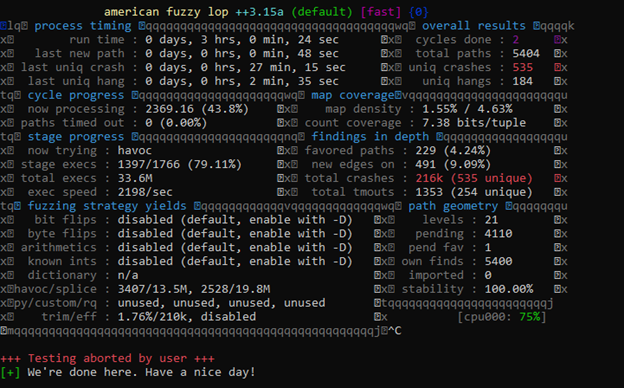 american fuzzy lop ++3.15a (default) [fast] {0}
lq process timing qqqqqqqqqqqqqqqqqqqqqqqqqqqqqqqqqqqqwq overall results qqqqqk
x run time : 0 days, 3 hrs, 0 min, 24 sec x cycles done : 2 x
x last new path : 0 days, 0 hrs, 0 min, 48 sec x total paths : 5404 x
x last uniq crash : 0 days, 0 hrs, 27 min, 15 sec x uniq crashes : 535 x
x last uniq hang : 0 days, 0 hrs, 2 min, 35 sec x uniq hangs : 184 x
tq cycle progress qqqqqqqqqqqqqqqqqqqqwq map coverage vqqqqqqqqqqqqqqqqqqqqqqu
x now processing : 2369.16 (43.8%) x map density : 1.55% / 4.63% x
x paths timed out : 0 (0.00%) x count coverage : 7.38 bits/tuple x
tq stage progress qqqqqqqqqqqqqqqqqqqqnq findings in depth qqqqqqqqqqqqqqqqqqu
x now trying : havoc x favored paths : 229 (4.24%) x
x stage execs : 1397/1766 (79.11%) x new edges on : 491 (9.09%) x
x total execs : 33.6M x total crashes : 216k (535 unique) x
x exec speed : 2198/sec x total tmouts : 1353 (254 unique) x
tq fuzzing strategy yields qqqqqqqqqqqvqqqqqqqqqqqqqwq path geometry qqqqqqqu
x bit flips : disabled (default, enable with -D) x levels : 21 x
x byte flips : disabled (default, enable with -D) x pending : 4110 x
x arithmetics : disabled (default, enable with -D) x pend fav : 1 x
x known ints : disabled (default, enable with -D) x own finds : 5400 x
x dictionary : n/a x imported : 0 x
xhavoc/splice : 3407/13.5M, 2528/19.8M x stability : 100.00% x
xpy/custom/rq : unused, unused, unused, unused tqqqqqqqqqqqqqqqqqqqqqqj
x trim/eff : 1.76%/210k, disabled x [cpu000: 75%]
mqqqqqqqqqqqqqqqqqqqqqqqqqqqqqqqqqqqqqqqqqqqqqqqqqqj ^C
+++ Testing aborted by user +++
[+] We're done here. Have a nice day!